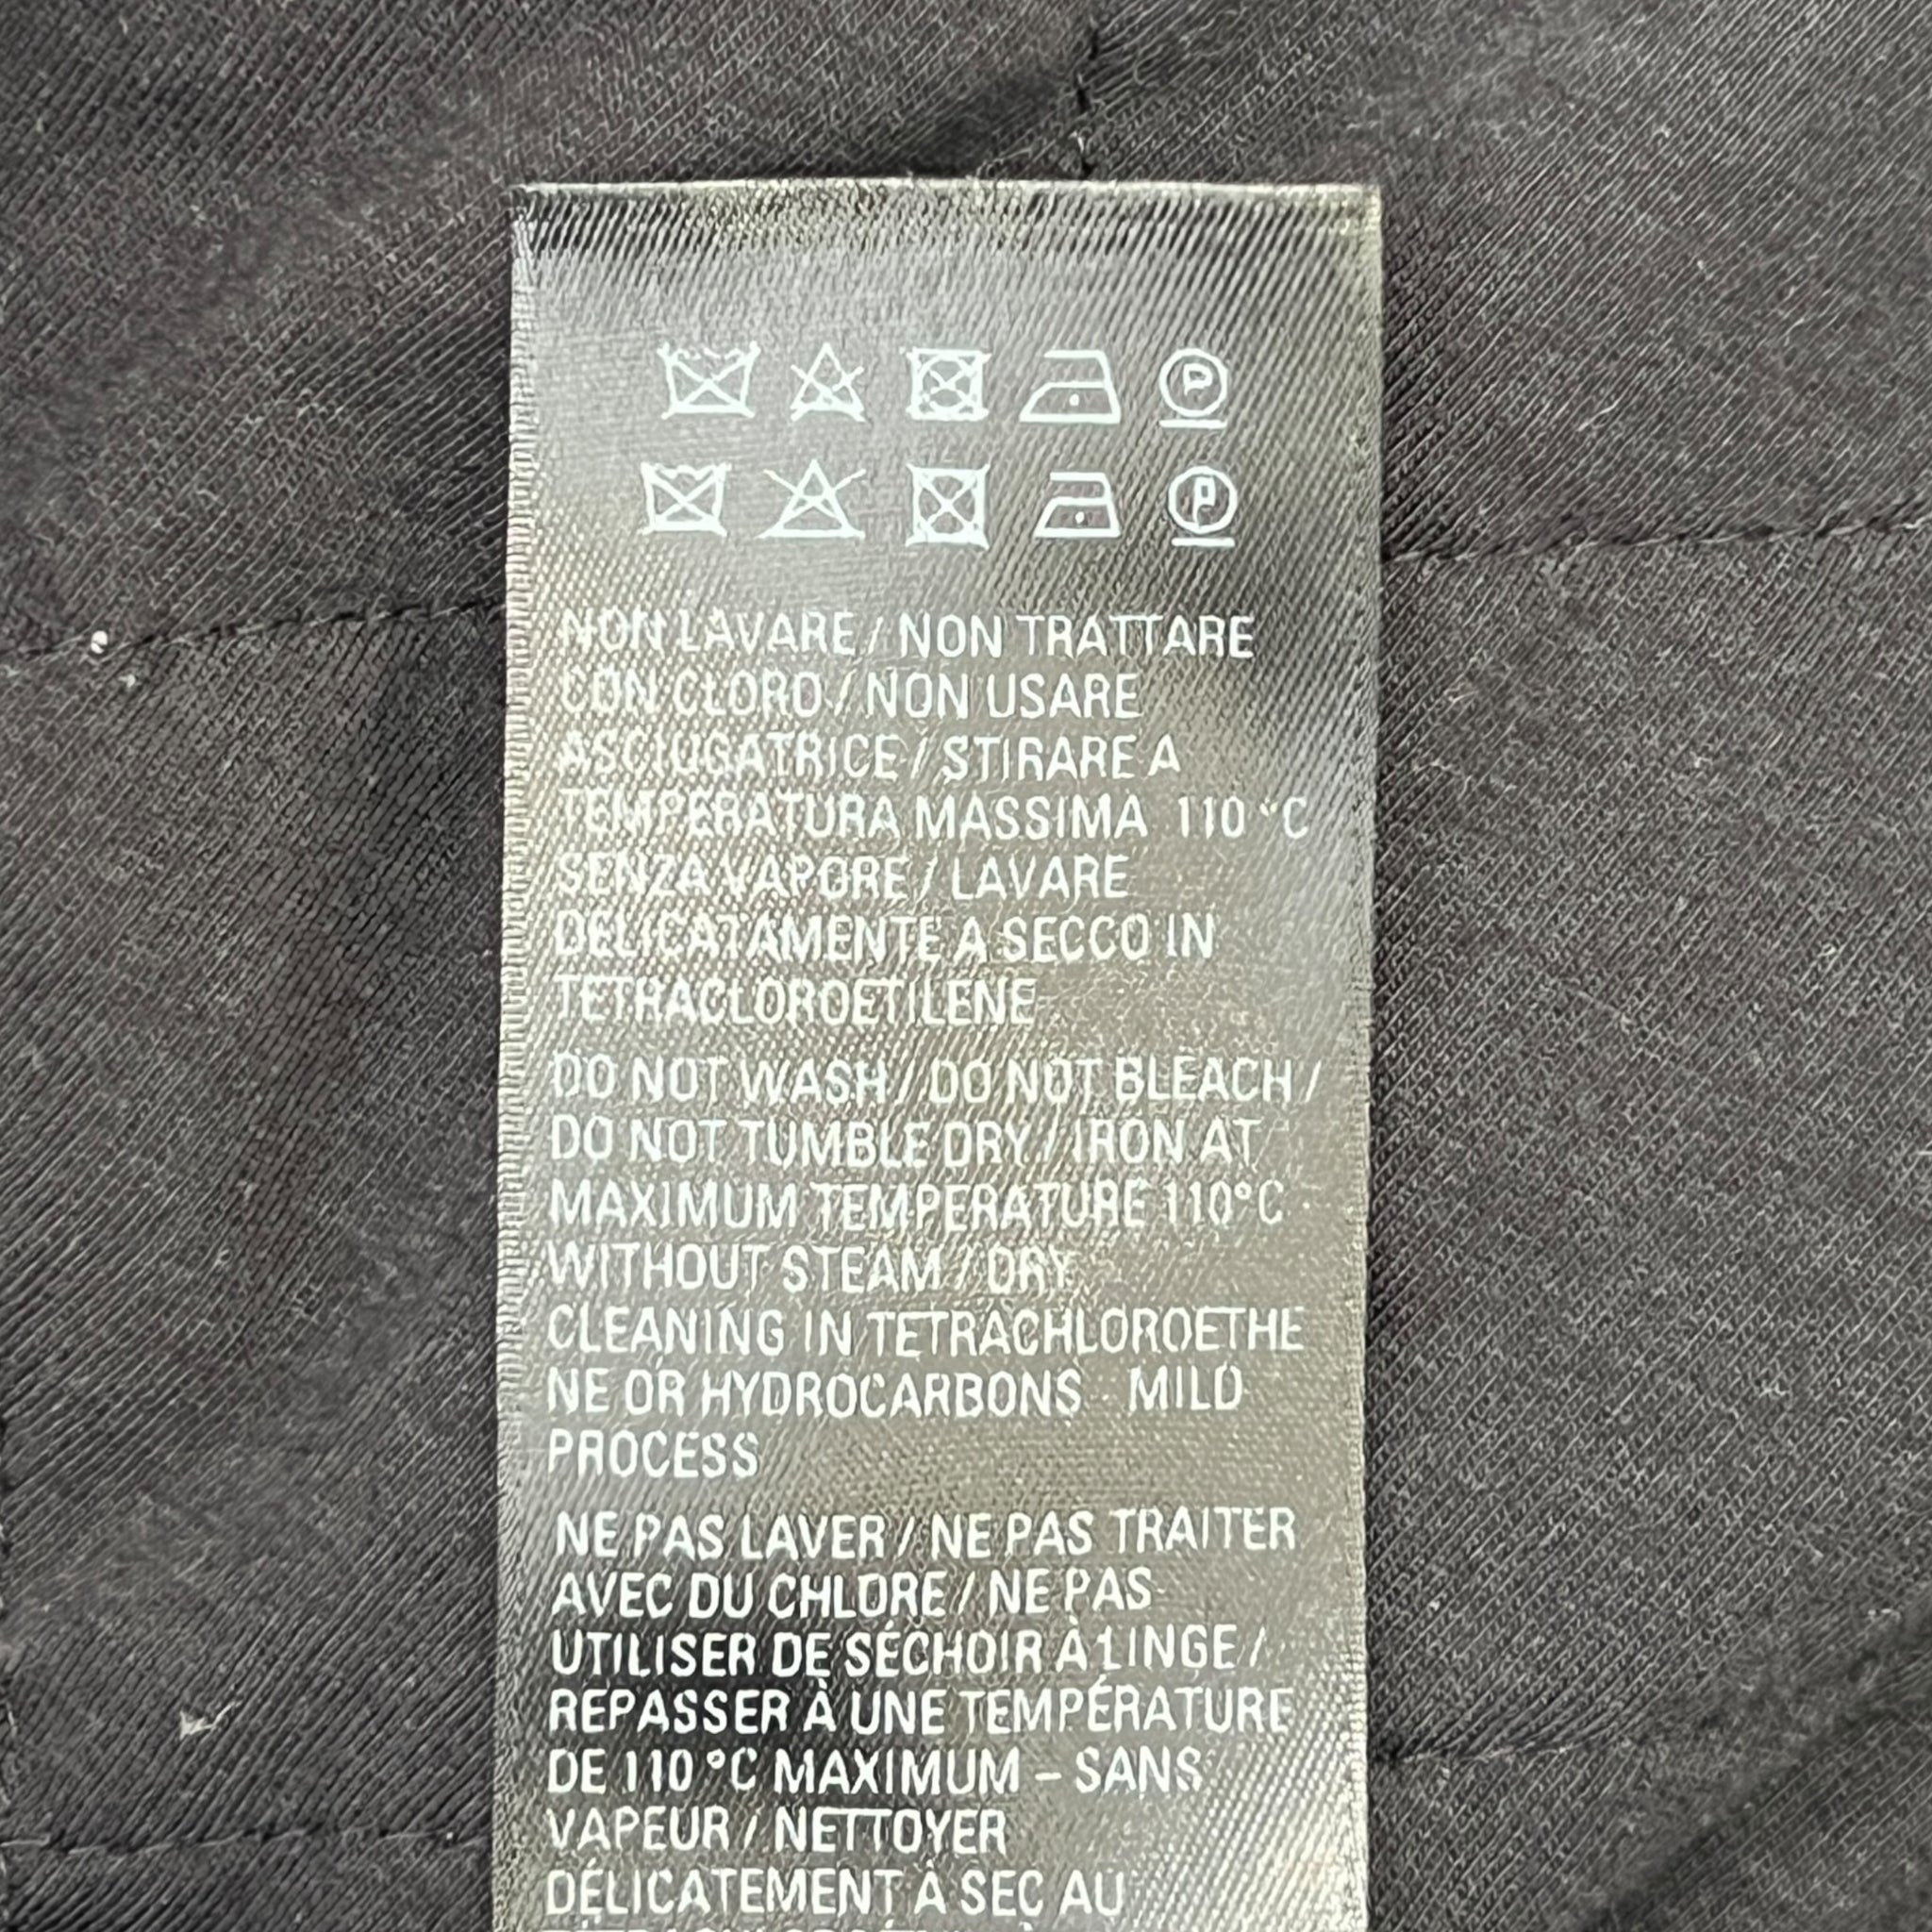 P
P
NON LAVARE / NON TRATTARE
CON CLORO / NON USARE
ASCIUGATRICE / STIRARE A
TEMPERATURA MASSIMA 110 °C
SENZA VAPORE / LAVARE
DELICATAMENTE A SECCO IN
TETRACLOROETILENE
DO NOT WASH / DO NOT BLEACH /
DO NOT TUMBLE DRY / IRON AT
MAXIMUM TEMPERATURE 110°C
WITHOUT STEAM / DRY
CLEANING IN TETRACHLOROETHE
NE OR HYDROCARBONS MILD
PROCESS
NE PAS LAVER / NE PAS TRAITER
AVEC DU CHLORE / NE PAS
UTILISER DE SÉCHOIR À LINGE /
REPASSER À UNE TEMPÉRATURE
DE 110 °C MAXIMUM – SANS
VAPEUR / NETTOYER
DÉLICATEMENT À SEC AU